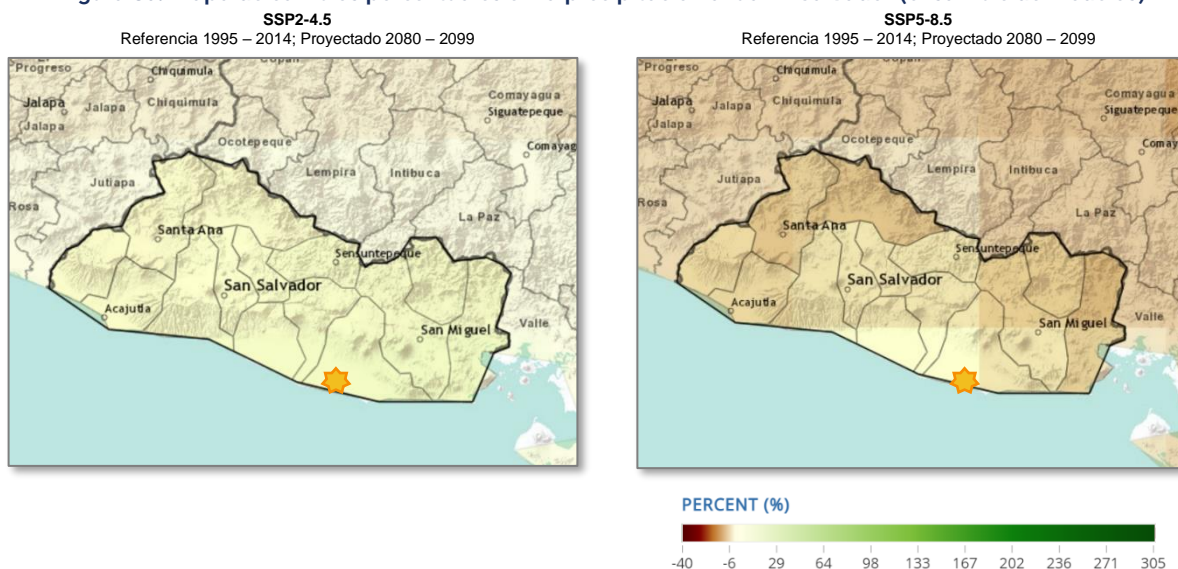 SSP2-4.5
Referencia 1995 – 2014; Proyectado 2080 – 2099
Progreso
Chiquimula
Jalapa
Jalapa
Chiquimula
Comayagua
Siguatepeque
Jalapa
Ocotepeque
Comayag
Jutiapa
Lempira
Intibuca
Rosa
La Paz
Santa Ana
Sensuntepeque
San Salvador
Acajutla
San Miguel
Valle
SSP5-8.5
Referencia 1995 – 2014; Proyectado 2080 – 2099
Progreso
Chiquimula
Jalapa
Jalapa
Chiquimula
Comayagua
Siguatepeque
Jalapa
Ocotepeque
Comay
Jutiapa
Lempira
Intibuca
Rosa
La Paz
Santa Ana
Sensuntepeque
San Salvador
Acajutla
San Miguel
Valle
PERCENT (%)
-40 -6 29 64 98 133 167 202 236 271 305